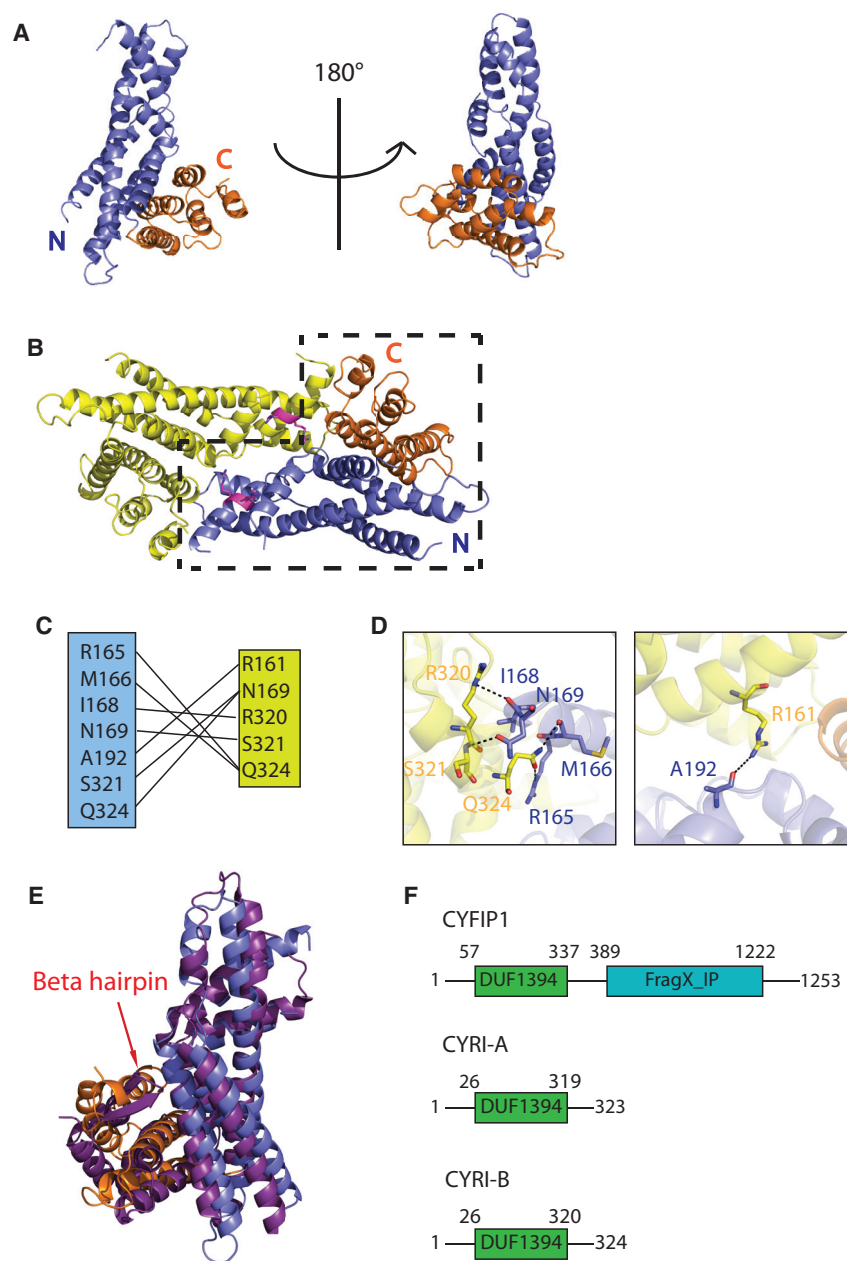 A
180°
C
N
B
C
N
C
R165
M166
I168
N169
A192
S321
Q324
R161
N169
R320
S321
Q324
D
R320
I168
N169
S321
M166
Q324
R165
R161
A192
E
Beta hairpin
F
CYFIP1
57 337 389 1222
1 DUF1394 FragX_IP 1253
CYRI-A
26 319
1 DUF1394 323
CYRI-B
26 320
1 DUF1394 324